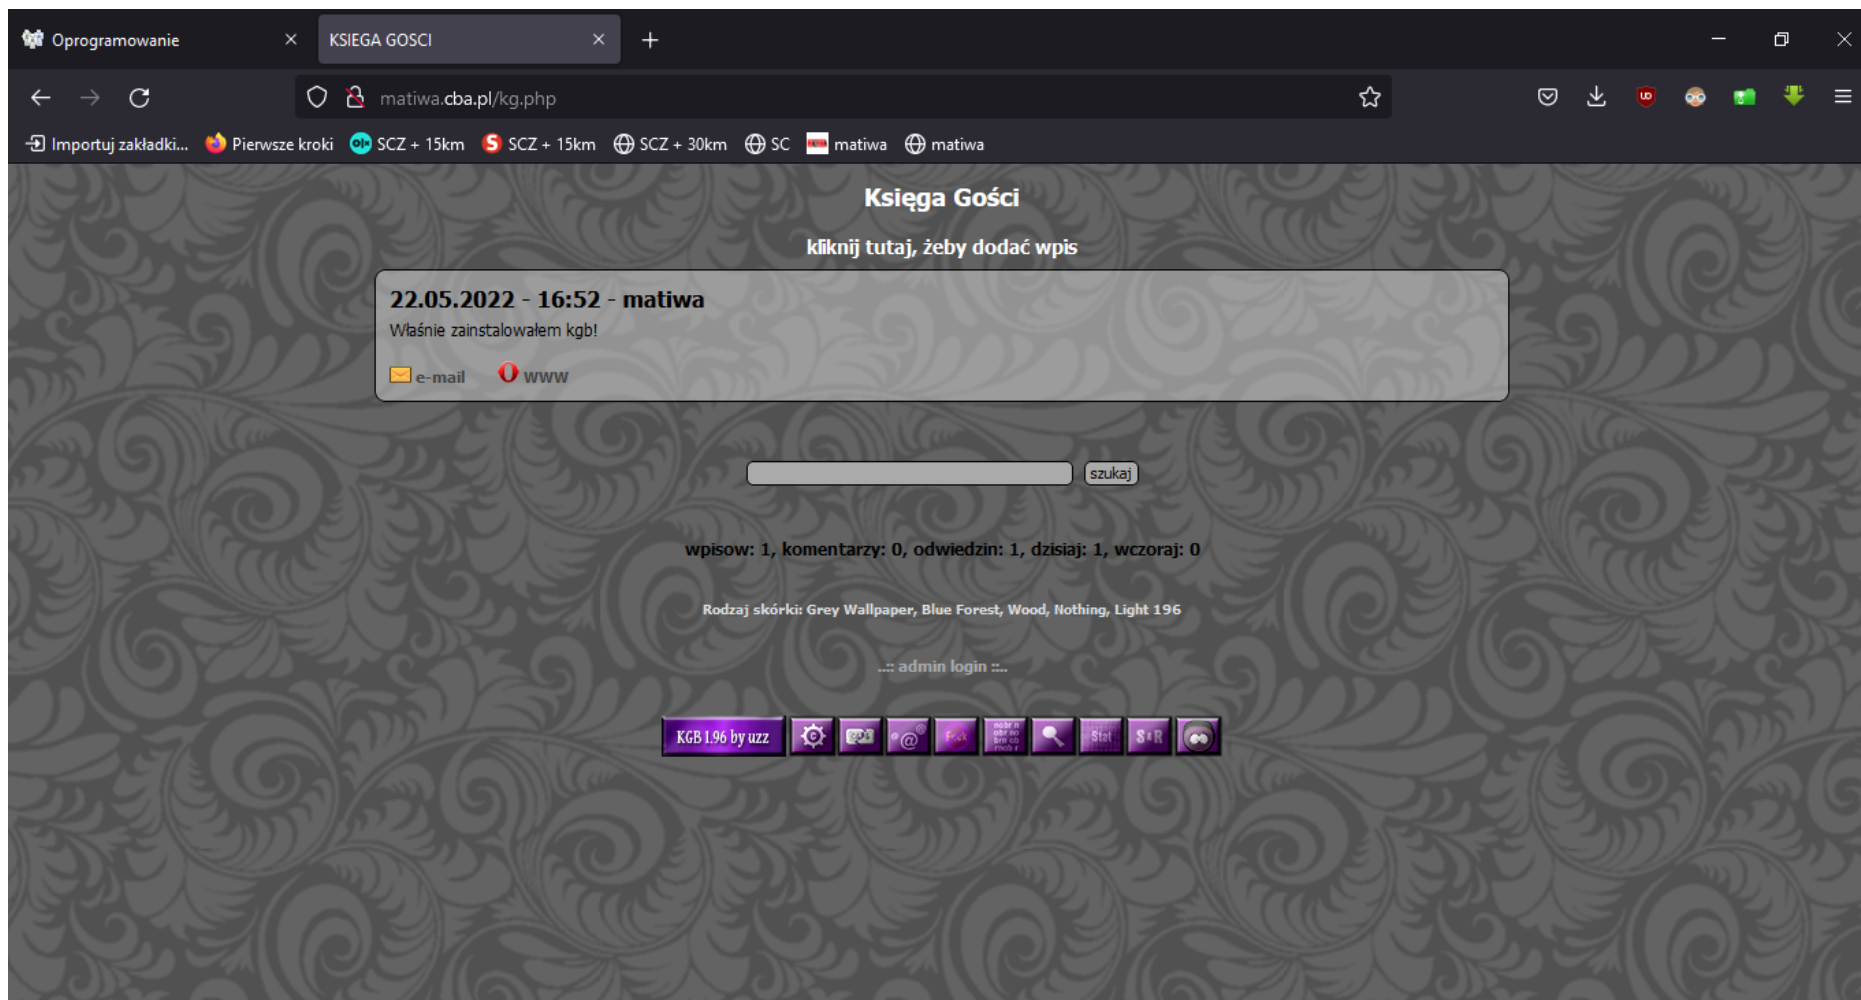 Oprogramowanie
KSIEGA GOSCI
matiwa.cba.pl/kg.php
Importuj zakładki... Pierwsze kroki SCZ + 15km SCZ + 15km SCZ + 30km SC matiwa matiwa
Księga Gości
kliknij tutaj, żeby dodać wpis
22.05.2022 - 16:52 - matiwa
Właśnie zainstalowałem kgb!
e-mail WWW
szukaj
wpisow: 1, komentarzy: 0, odwiedzin: 1, dzisiaj: 1, wczoraj: 0
Rodzaj skórki: Grey Wallpaper, Blue Forest, Wood, Nothing, Light 196
..:: admin login ::..
KGB 1.96 by uzz Stat S&R